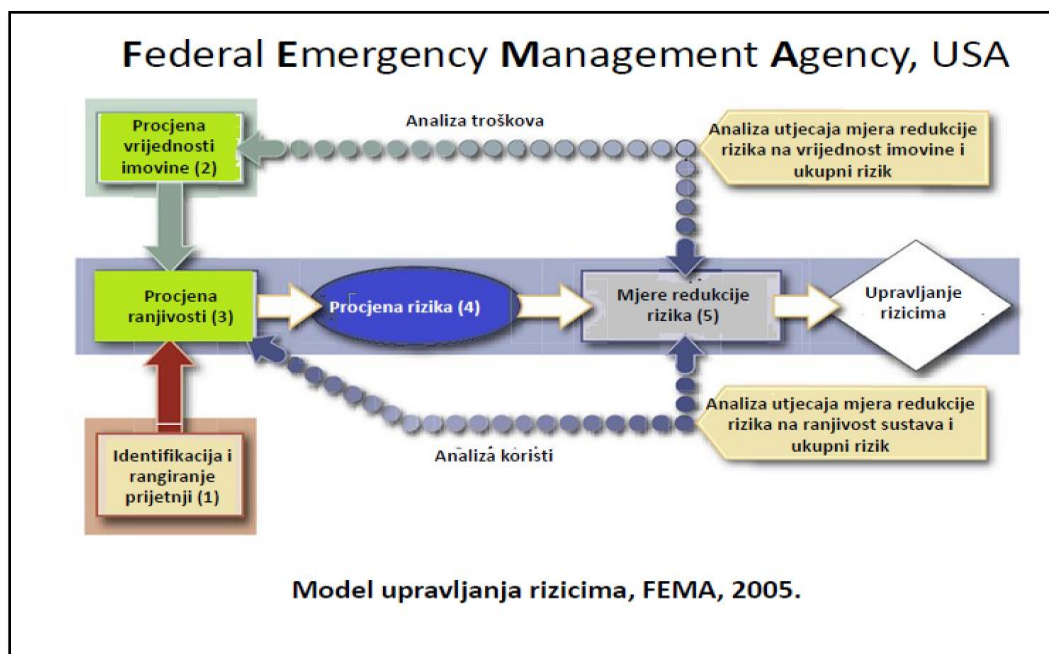 Federal Emergency Management Agency, USA
Procjena
vrijednosti
imovine (2)
Analiza troškova
Analiza utjecaja mjera redukcije
rizika na vrijednost imovine i
ukupni rizik
Procjena
ranjivosti (3)
Procjena rizika (4)
Mjere redukcije
rizika (5)
Upravljanje
rizicima
Identifikacija i
rangiranje
prijetnji (1)
Analiza koristi
Analiza utjecaja mjera redukcije
rizika na ranjivost sustava i
ukupni rizik
Model upravljanja rizicima, FEMA, 2005.